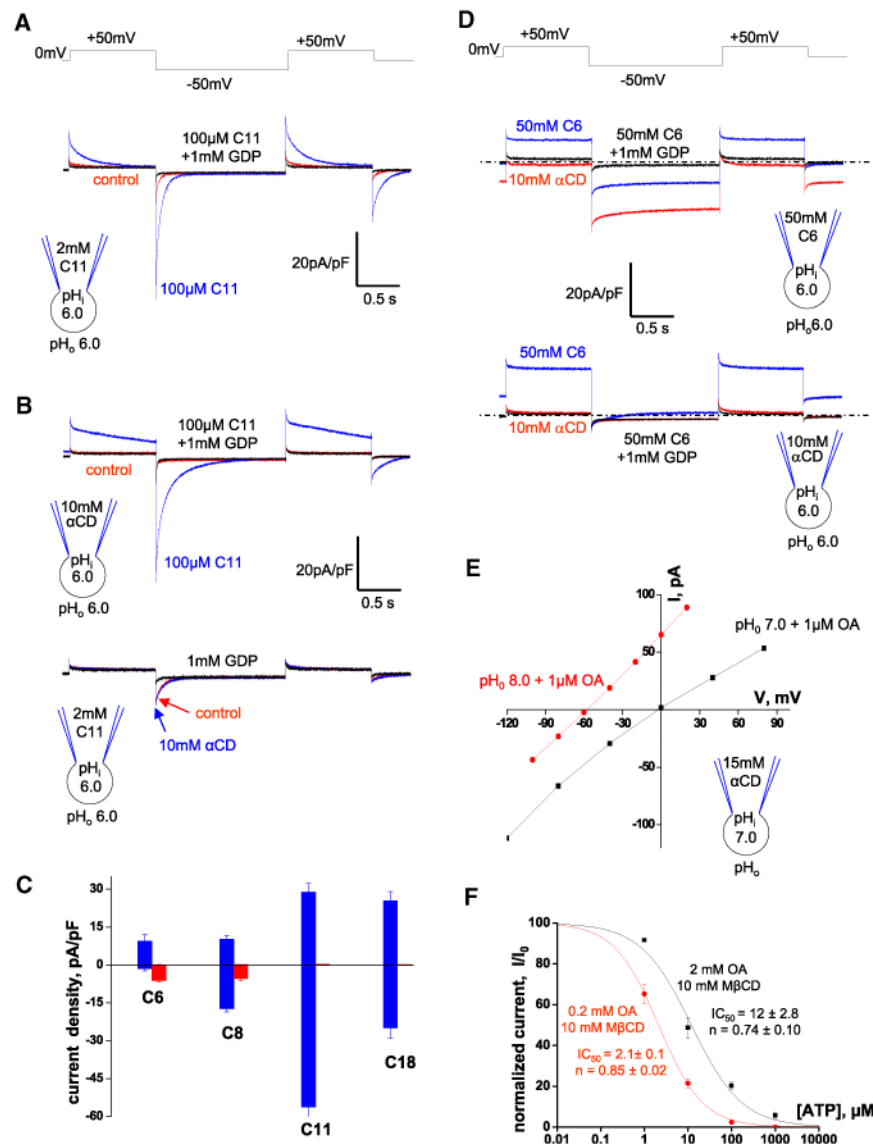 A
+50mV
+50mV
0mV
-50mV
100µM C11
+1mM GDP
control
2mM
C11
pHi
6.0
pHo 6.0
100µM C11
20pA/pF
0.5 s
B
100µM C11
+1mM GDP
control
10mM
αCD
pHi
6.0
pHo 6.0
100µM C11
20pA/pF
0.5 s
1mM GDP
control
10mM αCD
2mM
C11
pHi
6.0
pHo 6.0
C
current density, pA/pF
30
15
0
-15
-30
-45
-60
C6
C8
C11
C18
D
+50mV
+50mV
0mV
-50mV
50mM C6
50mM C6
+1mM GDP
10mM αCD
50mM
C6
pHi
6.0
pHo6.0
20pA/pF
0.5 s
50mM C6
10mM αCD
50mM C6
+1mM GDP
10mM
αCD
pHi
6.0
pHo 6.0
E
100
I, pA
50
pH0 7.0 + 1µM OA
pH0 8.0 + 1µM OA
V, mV
-120
-90
-60
-30
30
60
90
-50
-100
15mM
αCD
pHi
7.0
pHo
F
normalized current, I/I0
100
80
60
40
20
0
2 mM OA
10 mM MβCD
IC50 = 12 ± 2.8
n = 0.74 ± 0.10
0.2 mM OA
10 mM MβCD
IC50 = 2.1± 0.1
n = 0.85 ± 0.02
[ATP], µM
0.01
0.1
1
10
100
1000
10000